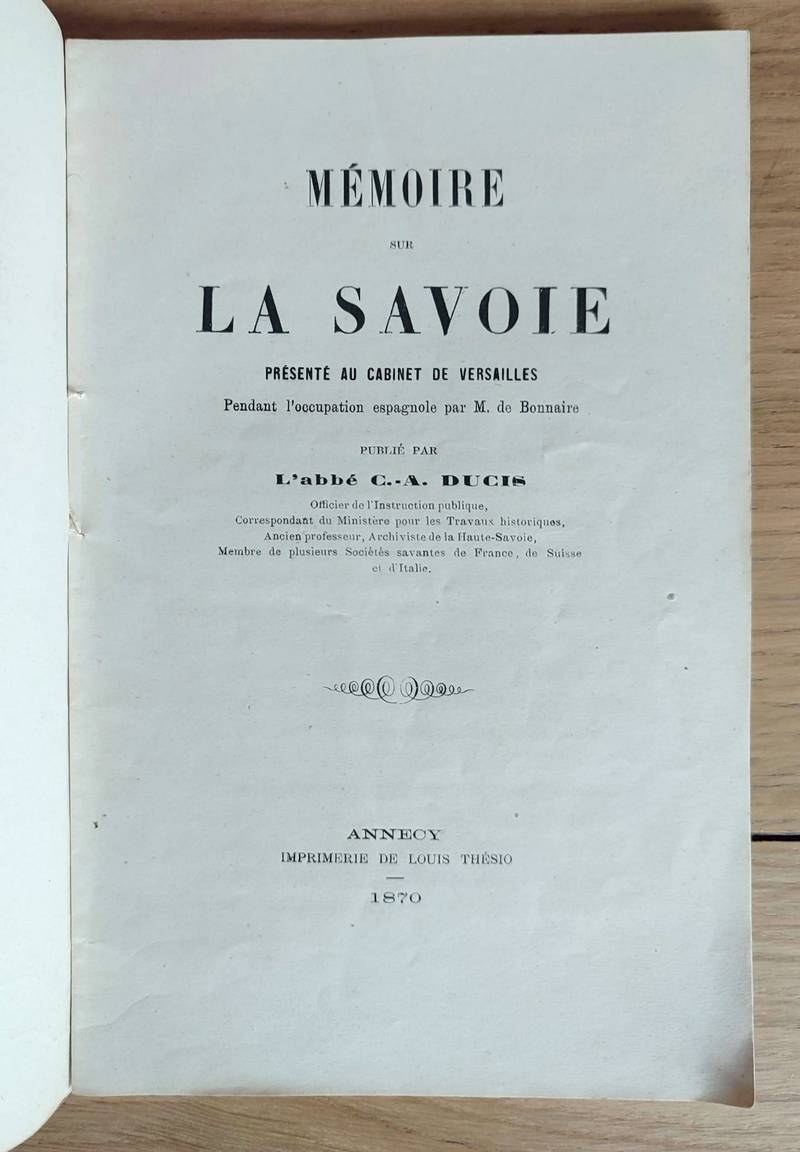 MÉMOIRE
SUR
LA SAVOIE
PRÉSENTÉ AU CABINET DE VERSAILLES
Pendant l'occupation espagnole par M. de Bonnaire
PUBLIÉ PAR
L'abbé C.-A. DUCIS
Officier de l'Instruction publique,
Correspondant du Ministère pour les Travaux historiques,
Ancien professeur, Archiviste de la Haute-Savoie,
Membre de plusieurs Sociétés savantes de France, de Suisse
et d'Italie.
ANNECY
IMPRIMERIE DE LOUIS THÉSIO
1870